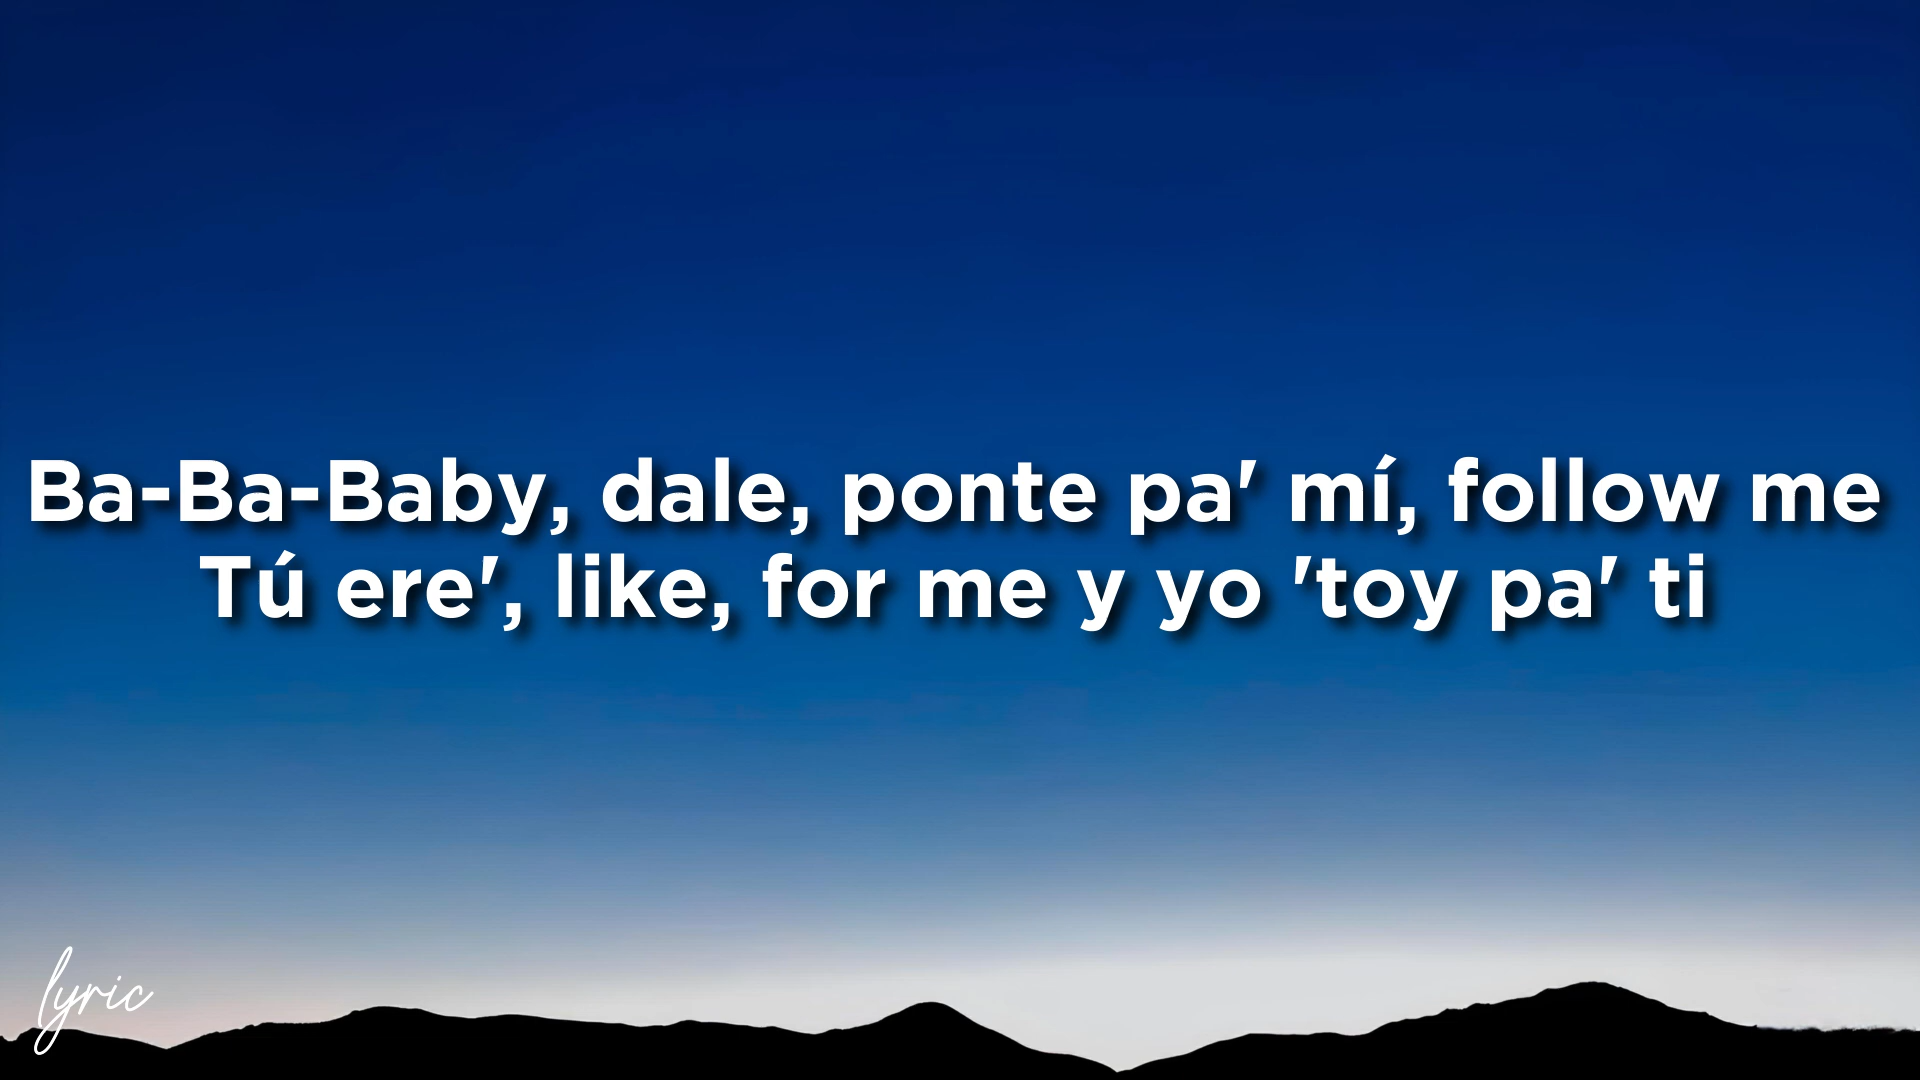 Ba-Ba-Baby, dale, ponte pa' mí, follow me
Tú ere', like, for me y yo 'toy pa' ti
lyric